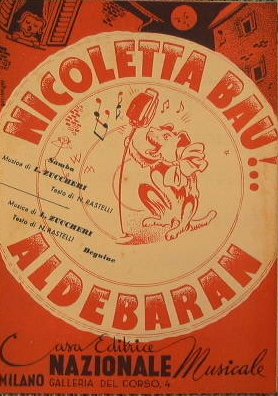 NICOLETTA BAU'...
Samba
Musica di L. ZUCCHERI
Testo di N. RASTELLI
Musica di L. ZUCCHERI
Testo di N. RASTELLI
Beguine
ALDEBARAN
Casa Editrice
NAZIONALE Musicale
MILANO GALLERIA DEL CORSO, 4